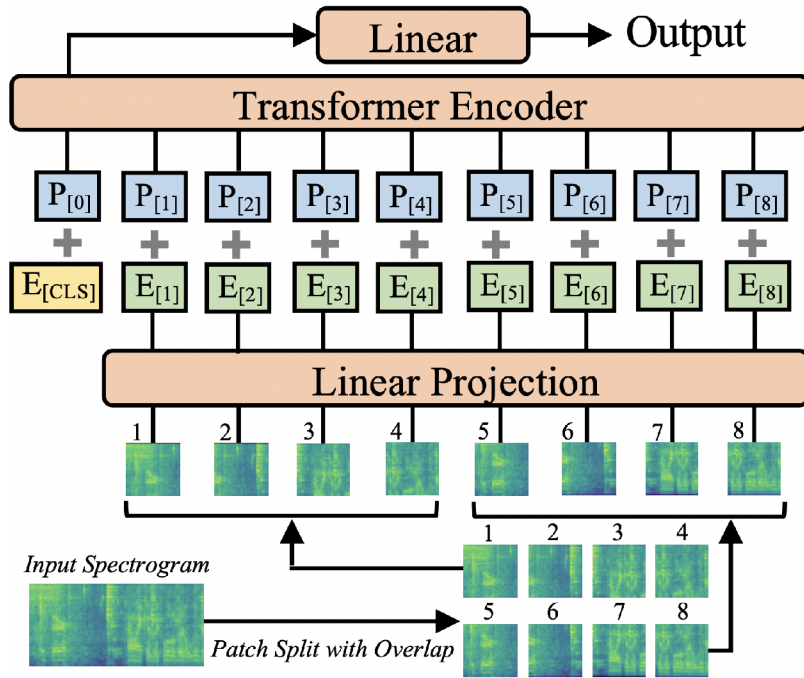 Linear Output
Transformer Encoder
P[0] P[1] P[2] P[3] P[4] P[5] P[6] P[7] P[8]
+ + + + + + + + +
E[CLS] E[1] E[2] E[3] E[4] E[5] E[6] E[7] E[8]
Linear Projection
1 2 3 4 5 6 7 8
1 2 3 4
Input Spectrogram
5 6 7 8
Patch Split with Overlap